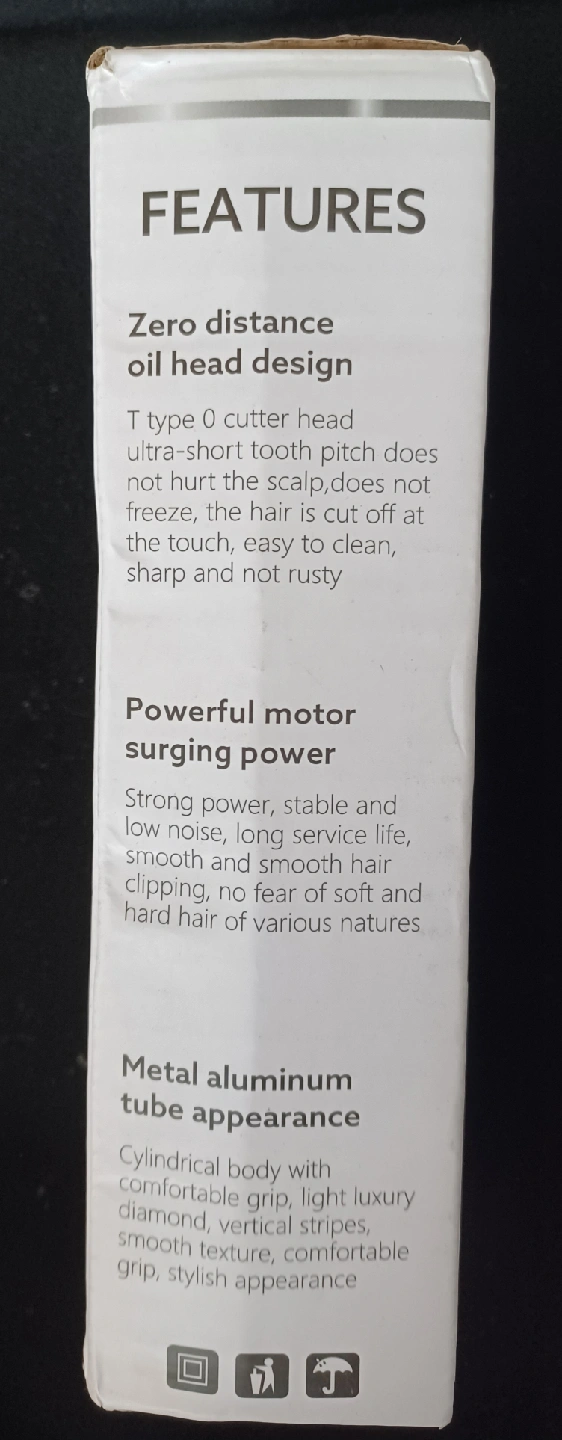 FEATURES
Zero distance
oil head design
T type 0 cutter head
ultra-short tooth pitch does
not hurt the scalp,does not
freeze, the hair is cut off at
the touch, easy to clean,
sharp and not rusty
Powerful motor
surging power
Strong power, stable and
low noise, long service life,
smooth and smooth hair
clipping, no fear of soft and
hard hair of various natures
Metal aluminum
tube appearance
Cylindrical body with
comfortable grip, light luxury
diamond, vertical stripes,
smooth texture, comfortable
grip, stylish appearance